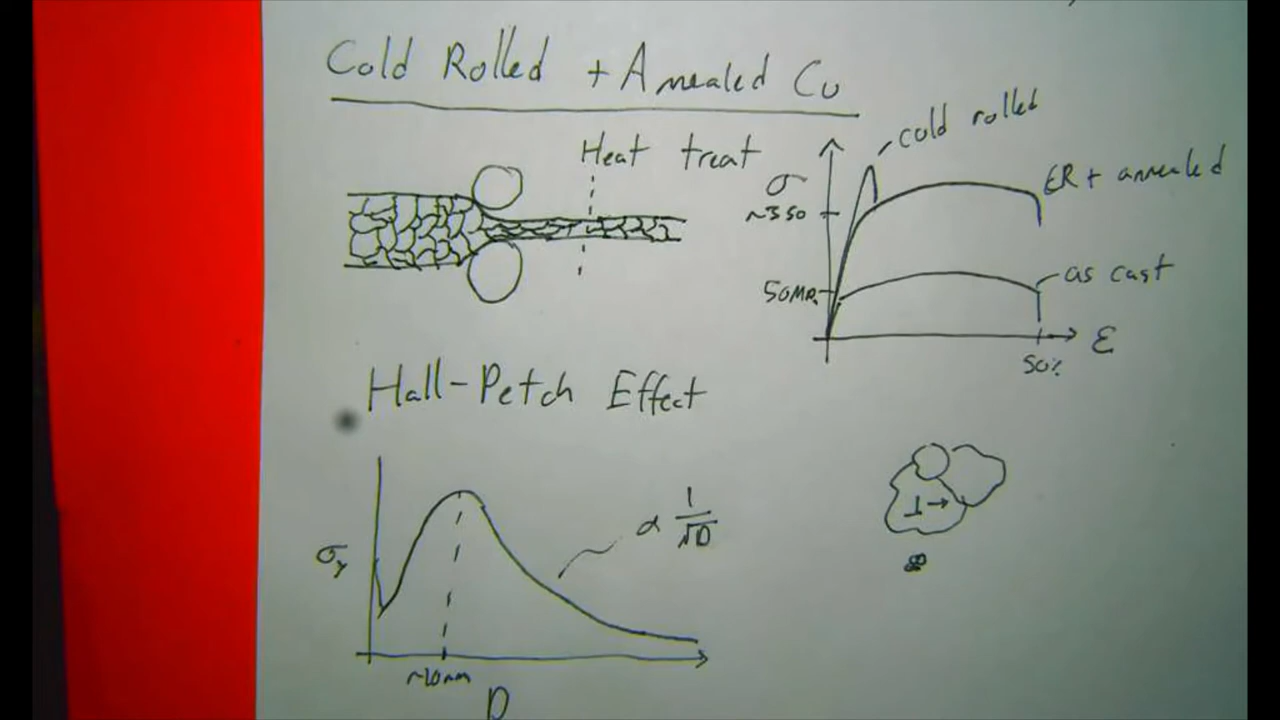 Cold Rolled + Annealed Cu
Heat treat
cold rolled
σ
~350
CR + annealed
50MPa
as cast
ε
50%
Hall-Petch Effect
σy
∝ 1/√D
⊥→
~10nm
D